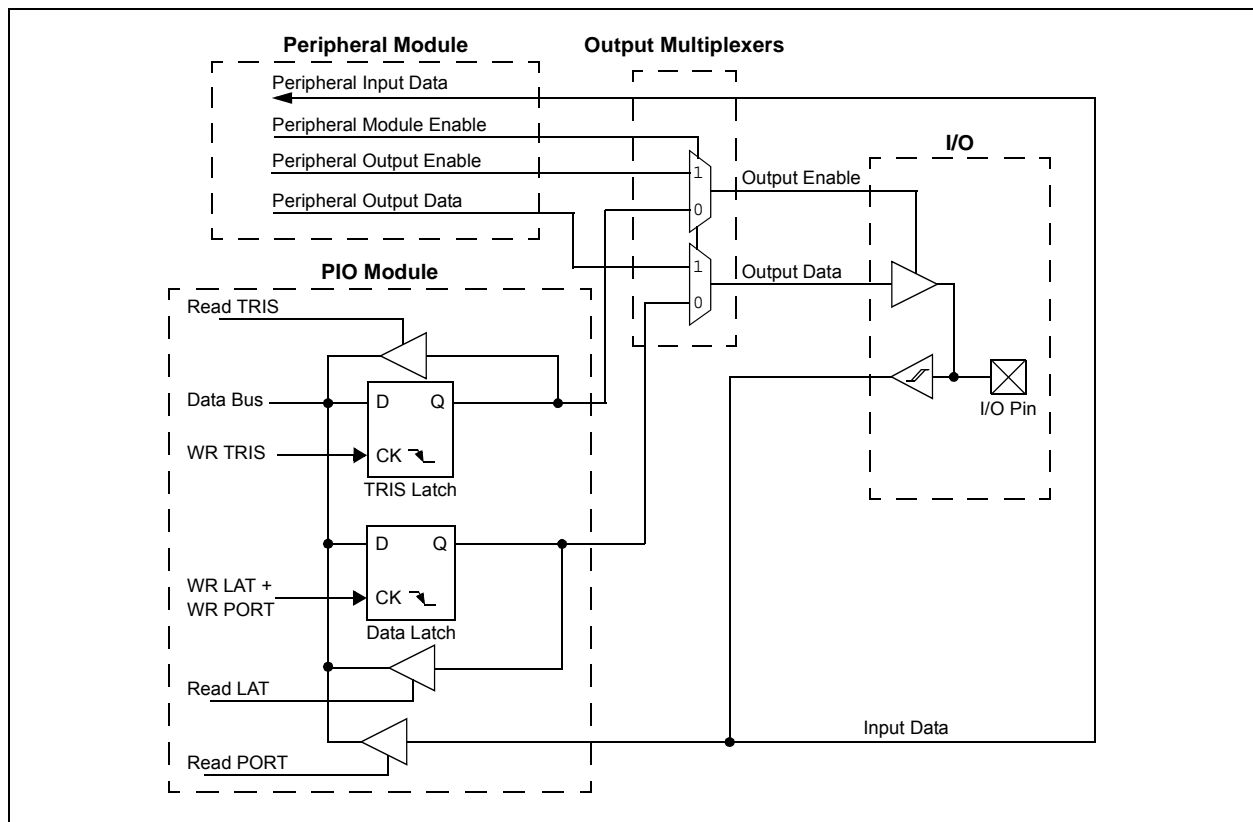 Peripheral Module
Output Multiplexers
Peripheral Input Data
Peripheral Module Enable
Peripheral Output Enable
Peripheral Output Data
1
0
1
0
Output Enable
Output Data
I/O
I/O Pin
PIO Module
Read TRIS
Data Bus
D Q
WR TRIS
CK
TRIS Latch
D Q
WR LAT +
WR PORT
CK
Data Latch
Read LAT
Read PORT
Input Data